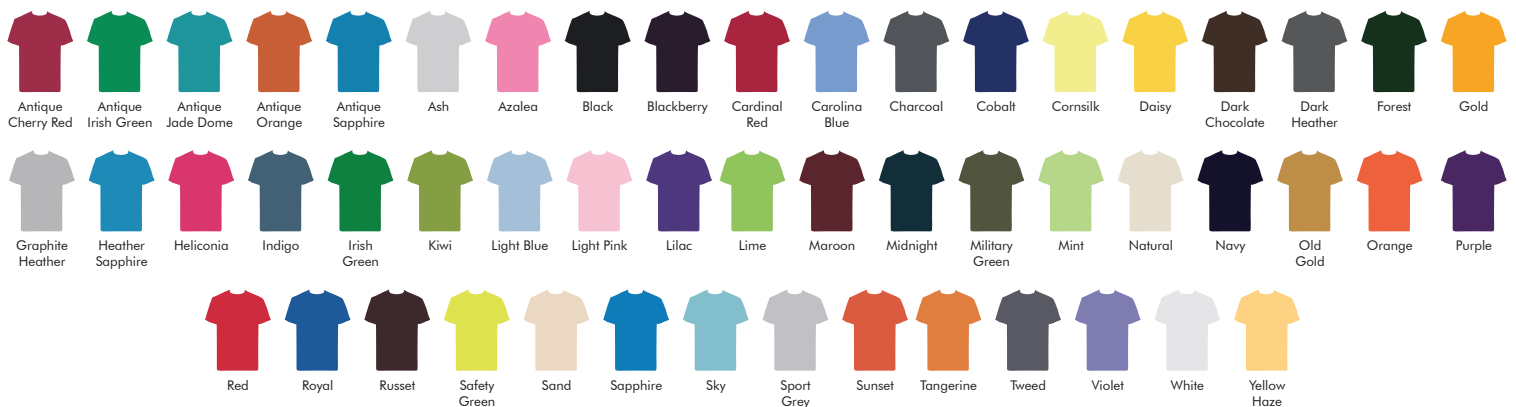 Antique
Cherry Red
Antique
Irish Green
Antique
Jade Dome
Antique
Orange
Antique
Sapphire
Ash
Azalea
Black
Blackberry
Cardinal
Red
Carolina
Blue
Charcoal
Cobalt
Cornsilk
Daisy
Dark
Chocolate
Dark
Heather
Forest
Gold
Graphite
Heather
Heather
Sapphire
Heliconia
Indigo
Irish
Green
Kiwi
Light Blue
Light Pink
Lilac
Lime
Maroon
Midnight
Military
Green
Mint
Natural
Navy
Old
Gold
Orange
Purple
Red
Royal
Russet
Safety
Green
Sand
Sapphire
Sky
Sport
Grey
Sunset
Tangerine
Tweed
Violet
White
Yellow
Haze